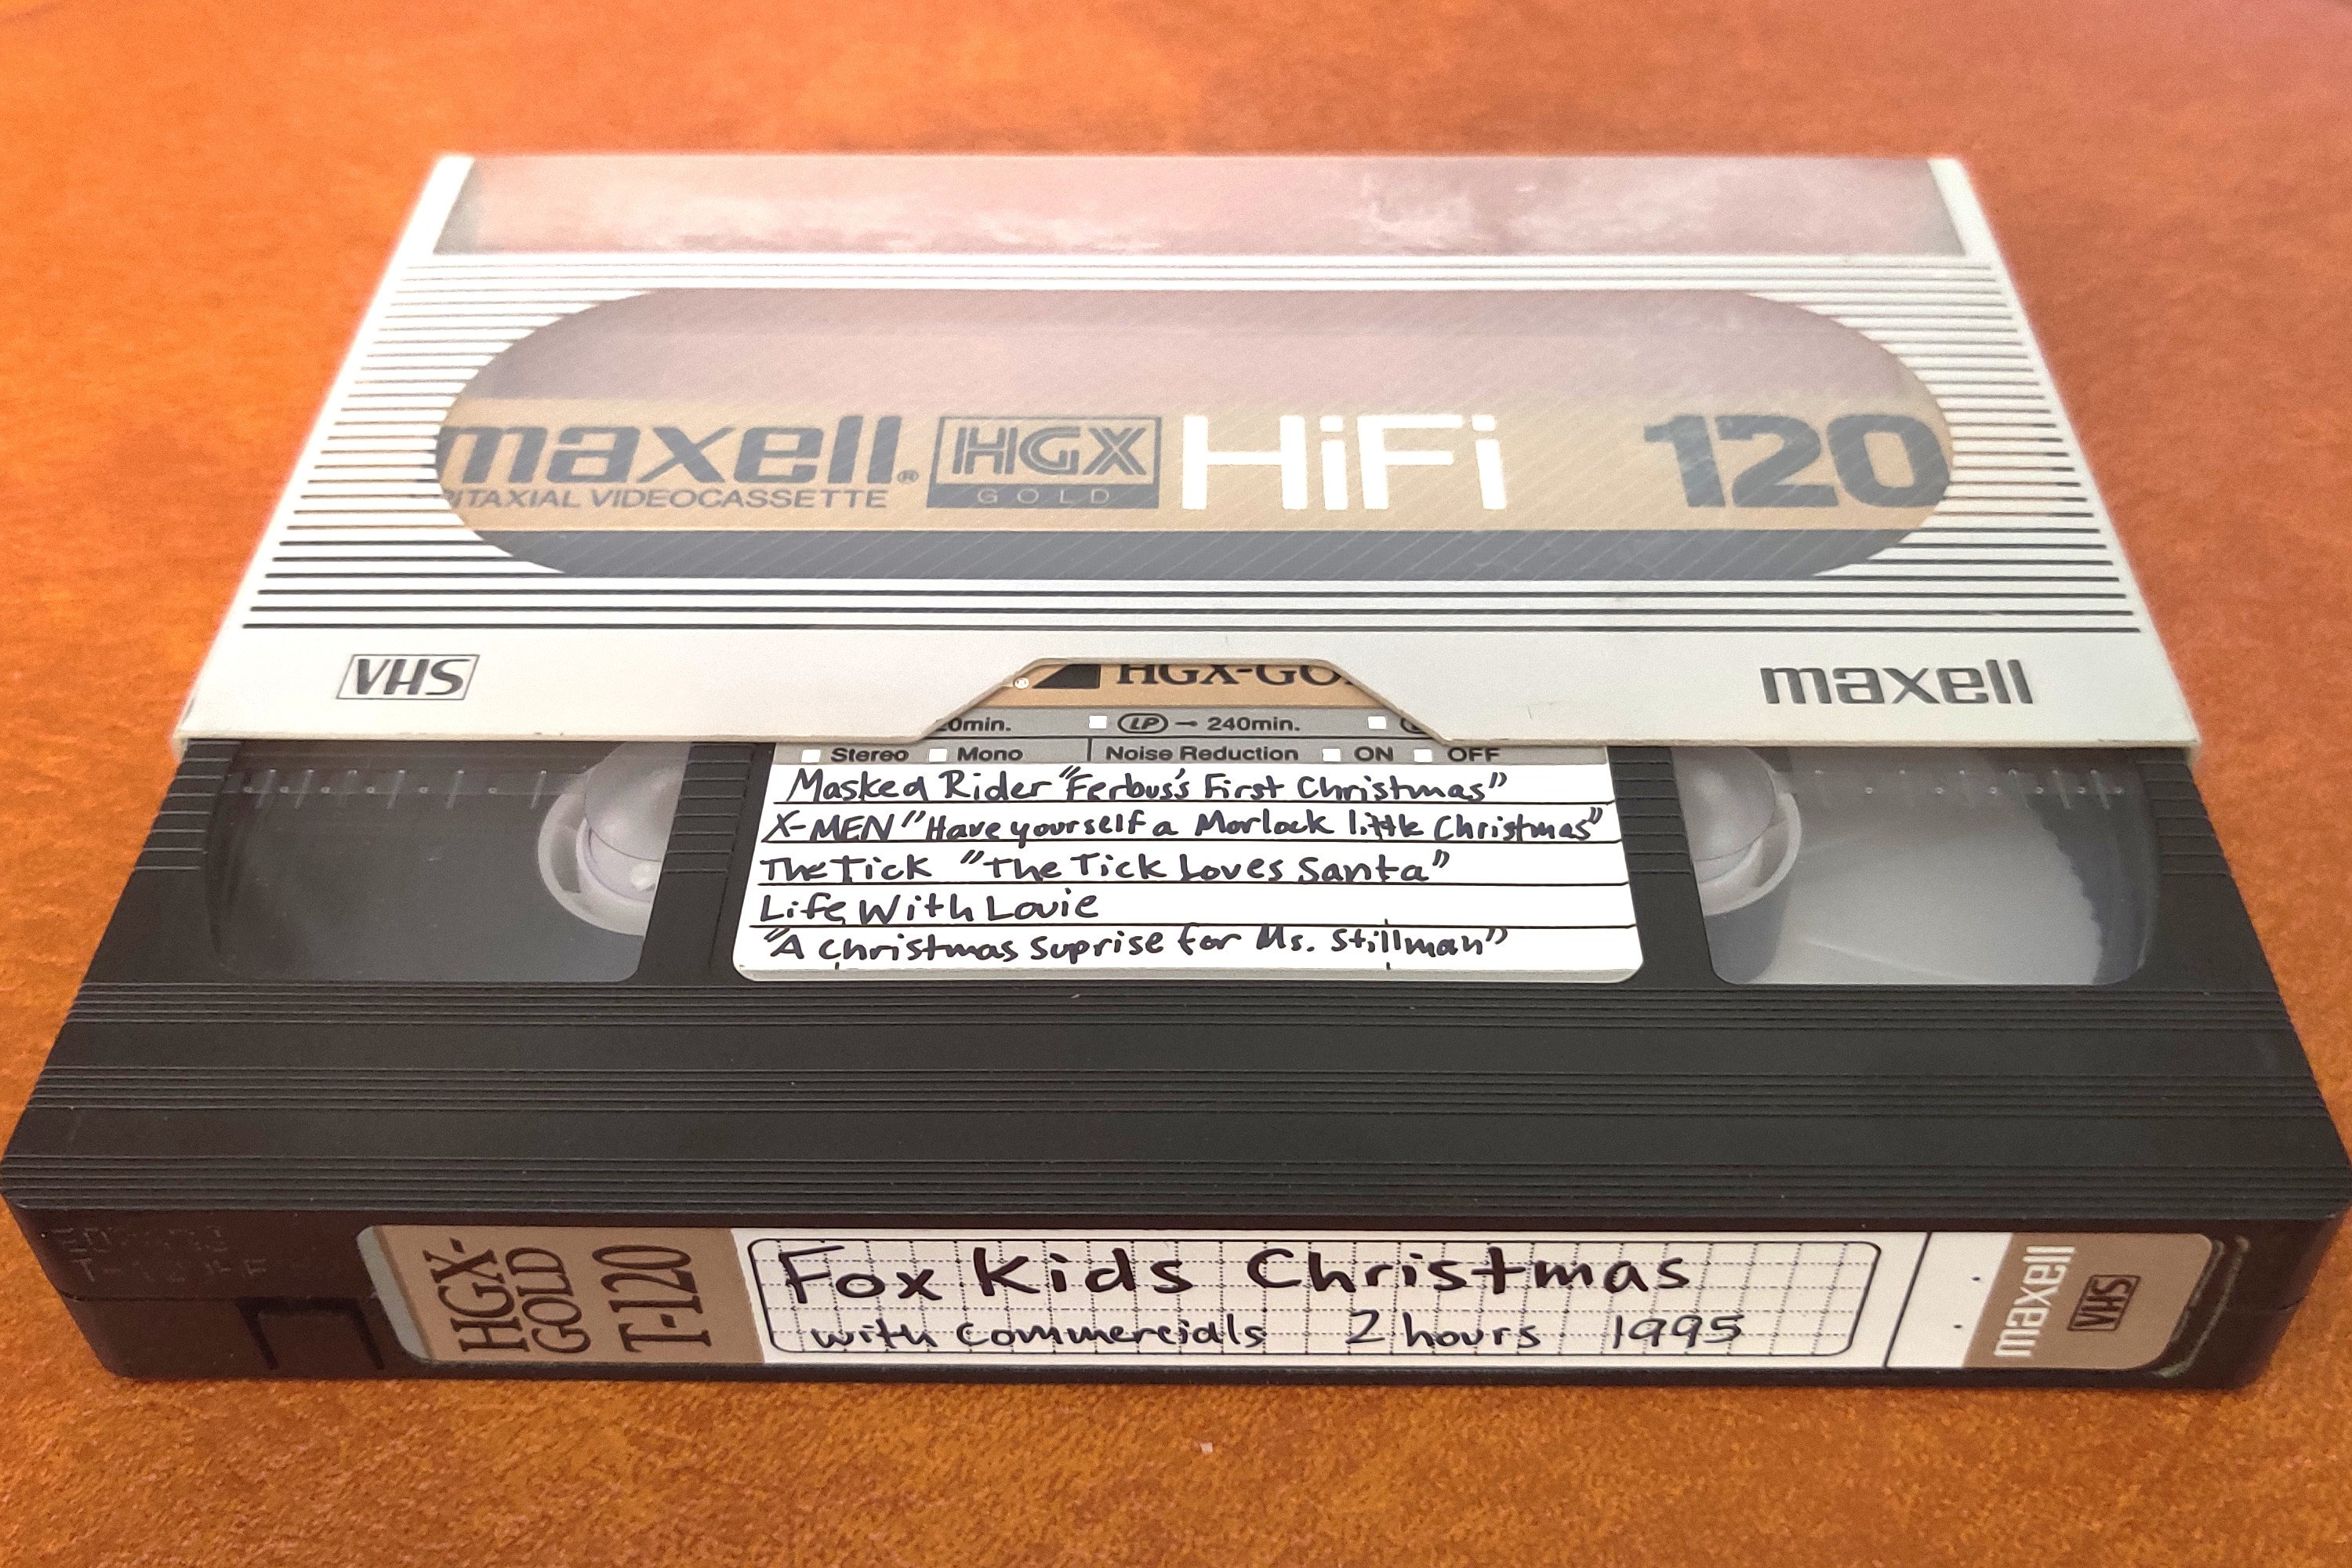 maxell®
ITAXIAL VIDEOCASSETTE
HGX
GOLD
HiFi
120
VHS
maxell
HGX-GO
0min. LP → 240min.
Stereo Mono Noise Reduction ON OFF
Masked Rider "Ferbus's First Christmas"
X-MEN "Have yourself a Morlock little Christmas"
The Tick "The Tick Loves Santa"
Life With Louie
"A Christmas Suprise for Ms. Stillman"
HGX-
GOLD
T-120
Fox Kids Christmas
with commercials 2 hours 1995
maxell
VHS